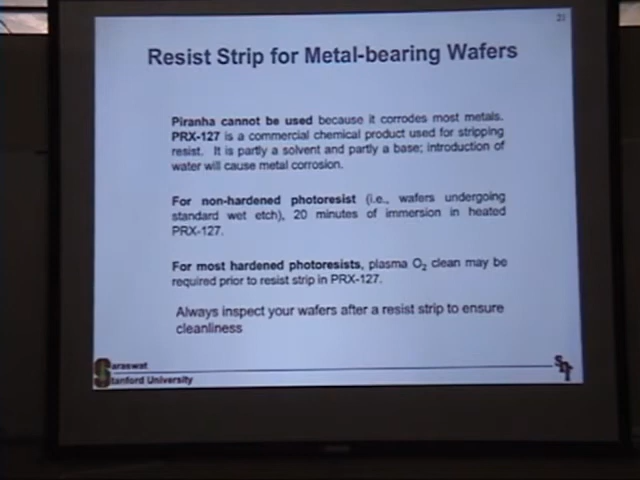 21
Resist Strip for Metal-bearing Wafers
Piranha cannot be used because it corrodes most metals.
PRX-127 is a commercial chemical product used for stripping
resist. It is partly a solvent and partly a base; introduction of
water will cause metal corrosion.
For non-hardened photoresist (i.e., wafers undergoing
standard wet etch), 20 minutes of immersion in heated
PRX-127.
For most hardened photoresists, plasma O2 clean may be
required prior to resist strip in PRX-127.
Always inspect your wafers after a resist strip to ensure
cleanliness
Saraswat
Stanford University